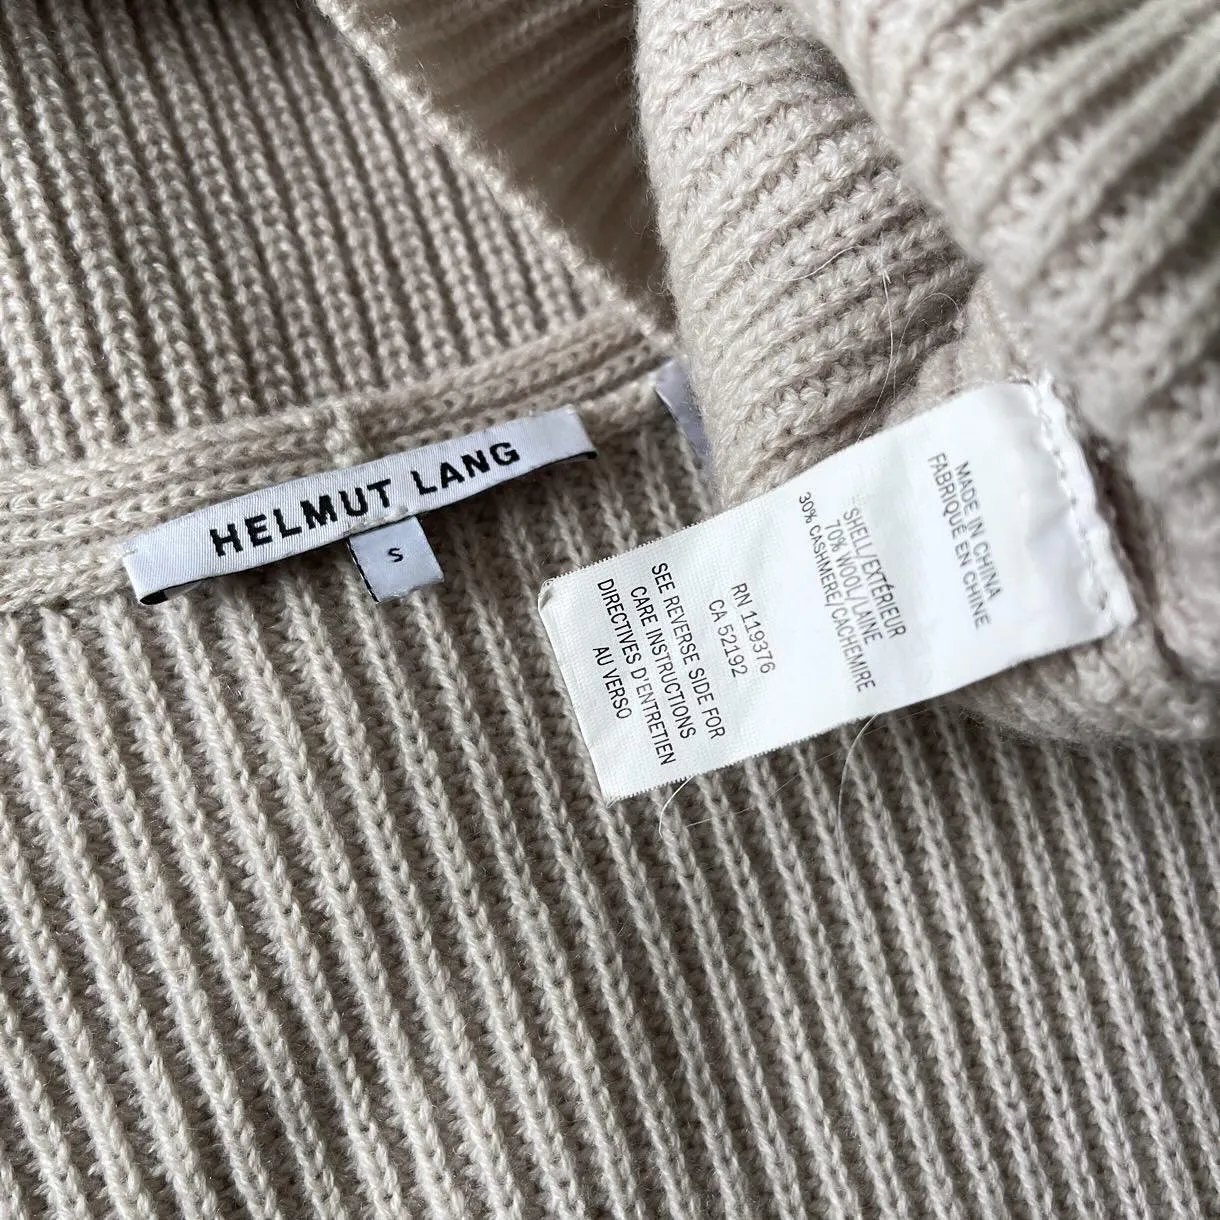 HELMUT LANG
S
MADE IN CHINA
FABRIQUÉ EN CHINE
SHELL/EXTÉRIEUR
70% WOOL/LAINE
30% CASHMERE/CACHEMIRE
RN 119376
CA 52192
SEE REVERSE SIDE FOR
CARE INSTRUCTIONS
DIRECTIVES D'ENTRETIEN
AU VERSO